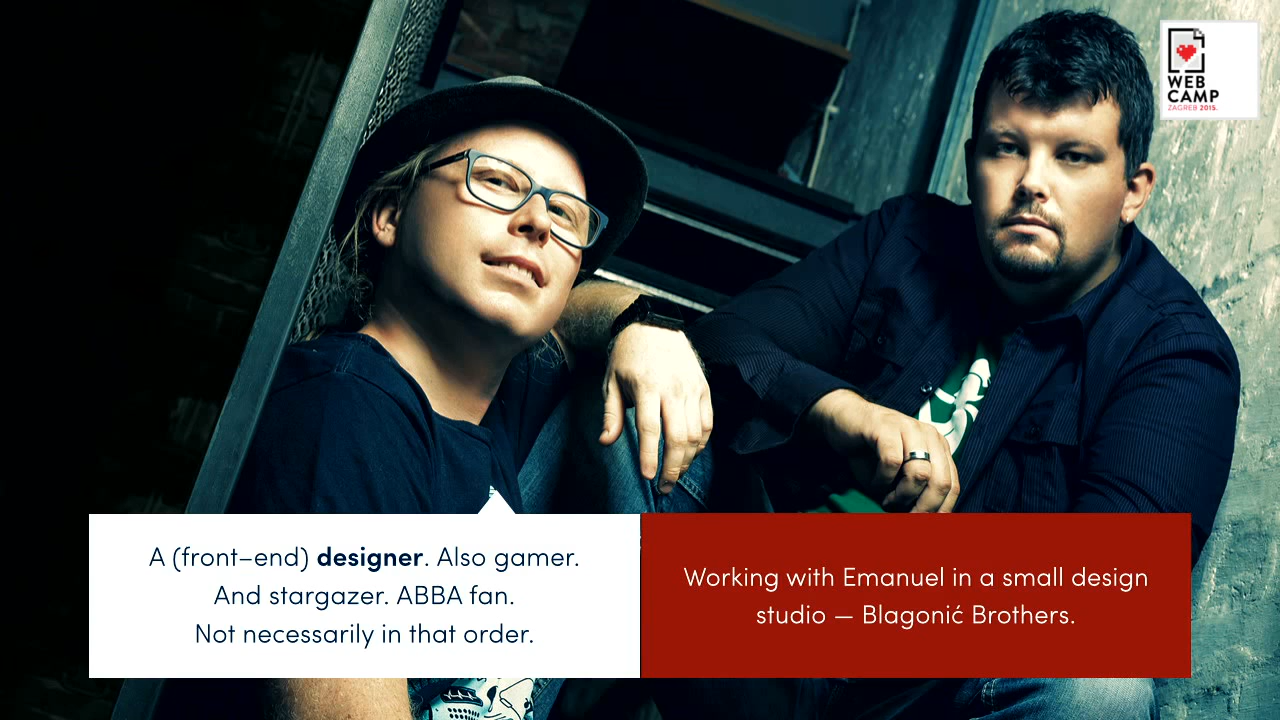 WEB
CAMP
ZAGREB 2015.
A (front–end) designer. Also gamer.
And stargazer. ABBA fan.
Not necessarily in that order.
Working with Emanuel in a small design
studio — Blagonić Brothers.